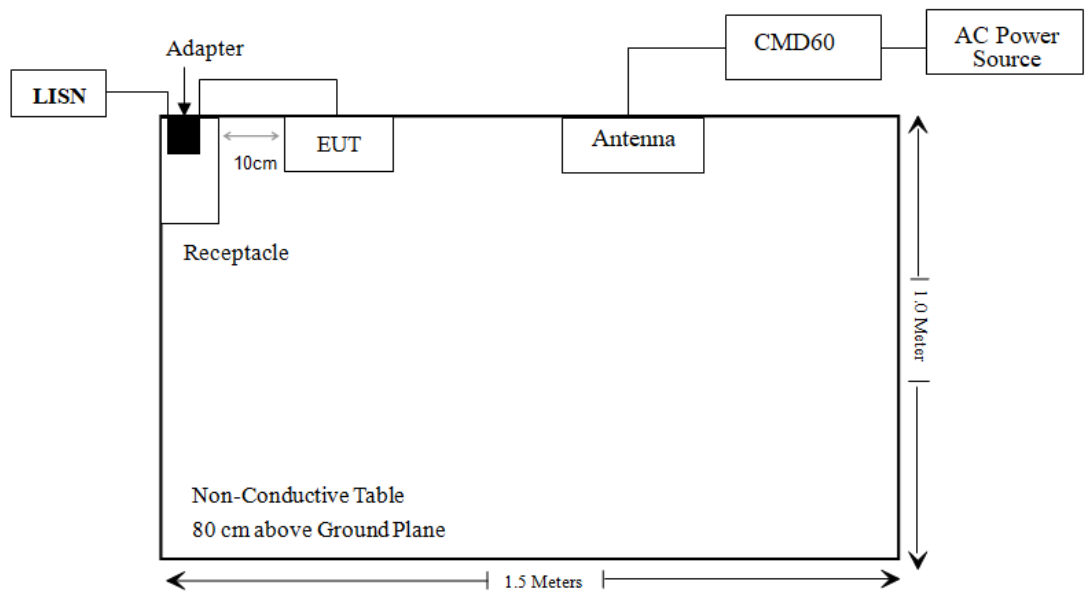 Adapter
LISN
CMD60
AC Power
Source
EUT
10cm
Antenna
Receptacle
1.0 Meter
Non-Conductive Table
80 cm above Ground Plane
1.5 Meters